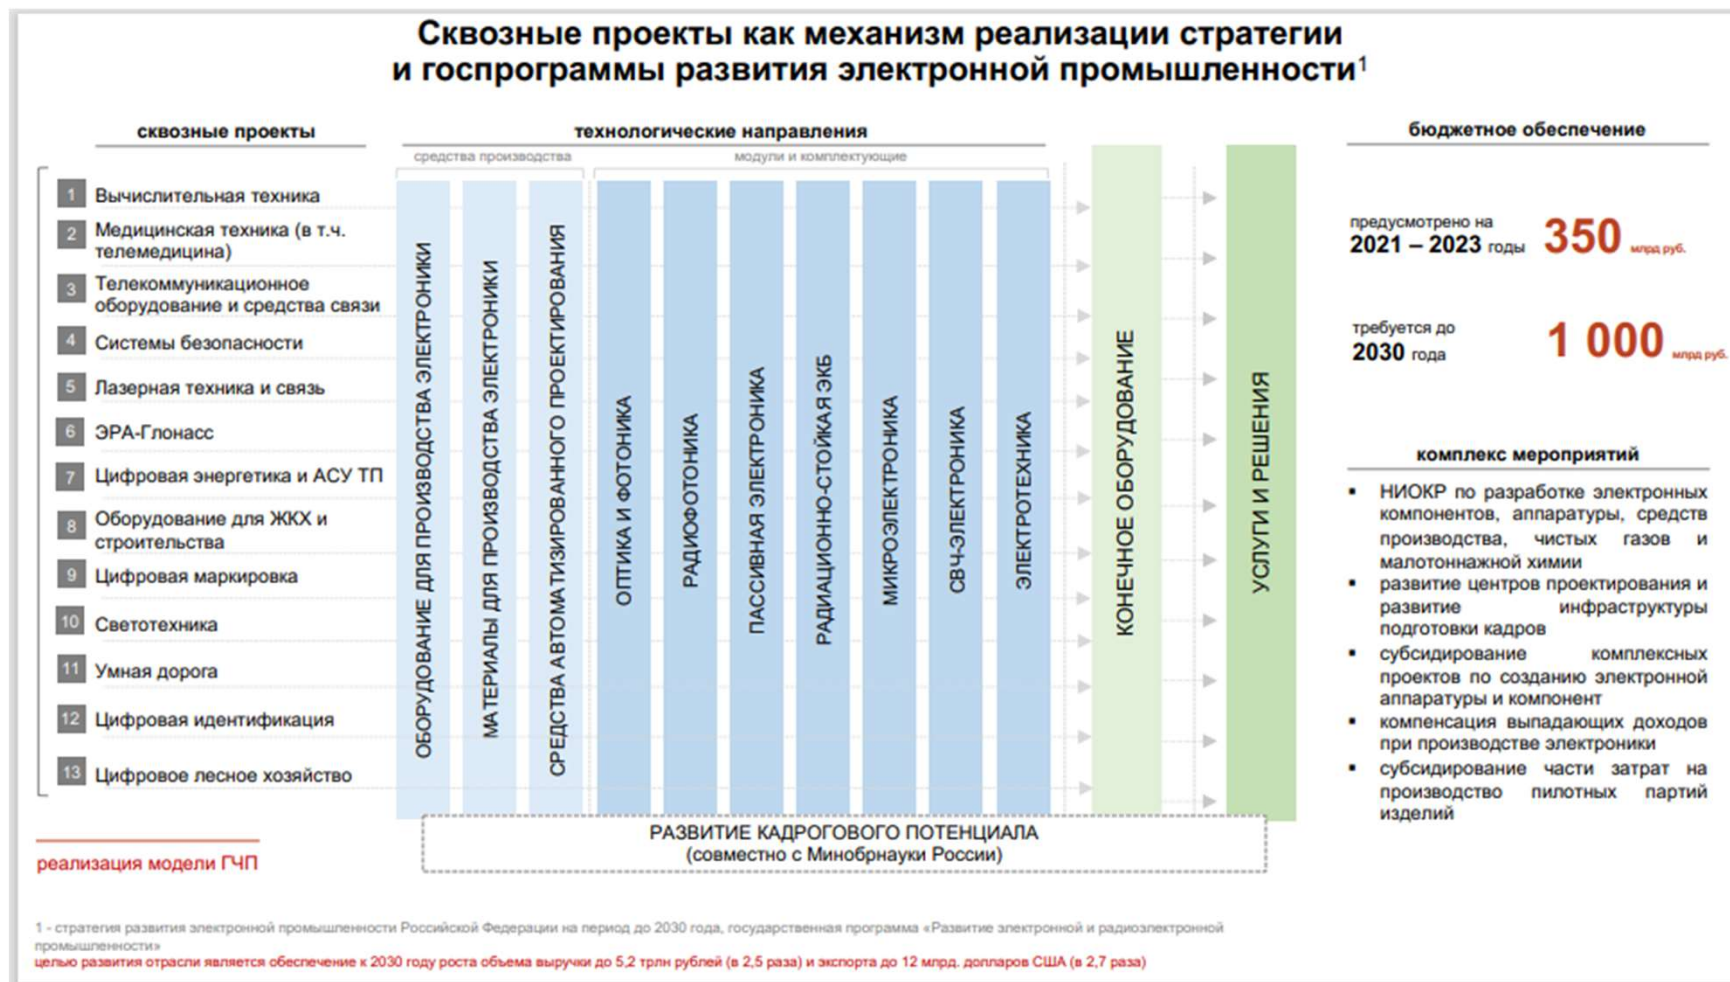 Сквозные проекты как механизм реализации стратегии
и госпрограммы развития электронной промышленности¹
сквозные проекты
1 Вычислительная техника
2 Медицинская техника (в т.ч.
телемедицина)
3 Телекоммуникационное
оборудование и средства связи
4 Системы безопасности
5 Лазерная техника и связь
6 ЭРА-Глонасс
7 Цифровая энергетика и АСУ ТП
8 Оборудование для ЖКХ и
строительства
9 Цифровая маркировка
10 Светотехника
11 Умная дорога
12 Цифровая идентификация
13 Цифровое лесное хозяйство
реализация модели ГЧП
технологические направления
средства производства
модули и комплектующие
ОБОРУДОВАНИЕ ДЛЯ ПРОИЗВОДСТВА ЭЛЕКТРОНИКИ
МАТЕРИАЛЫ ДЛЯ ПРОИЗВОДСТВА ЭЛЕКТРОНИКИ
СРЕДСТВА АВТОМАТИЗИРОВАННОГО ПРОЕКТИРОВАНИЯ
ОПТИКА И ФОТОНИКА
РАДИОФОТОНИКА
ПАССИВНАЯ ЭЛЕКТРОНИКА
РАДИАЦИОННО-СТОЙКАЯ ЭКБ
МИКРОЭЛЕКТРОНИКА
СВЧ-ЭЛЕКТРОНИКА
ЭЛЕКТРОТЕХНИКА
КОНЕЧНОЕ ОБОРУДОВАНИЕ
УСЛУГИ И РЕШЕНИЯ
РАЗВИТИЕ КАДРОГОВОГО ПОТЕНЦИАЛА
(совместно с Минобрнауки России)
бюджетное обеспечение
предусмотрено на
2021 – 2023 годы 350 млрд руб.
требуется до
2030 года 1 000 млрд руб.
комплекс мероприятий
▪ НИОКР по разработке электронных
компонентов, аппаратуры, средств
производства, чистых газов и
малотоннажной химии
▪ развитие центров проектирования и
развитие инфраструктуры
подготовки кадров
▪ субсидирование комплексных
проектов по созданию электронной
аппаратуры и компонент
▪ компенсация выпадающих доходов
при производстве электроники
▪ субсидирование части затрат на
производство пилотных партий
изделий
1 - стратегия развития электронной промышленности Российской Федерации на период до 2030 года, государственная программа «Развитие электронной и радиоэлектронной
промышленности»
целью развития отрасли является обеспечение к 2030 году роста объема выручки до 5,2 трлн рублей (в 2,5 раза) и экспорта до 12 млрд. долларов США (в 2,7 раза)